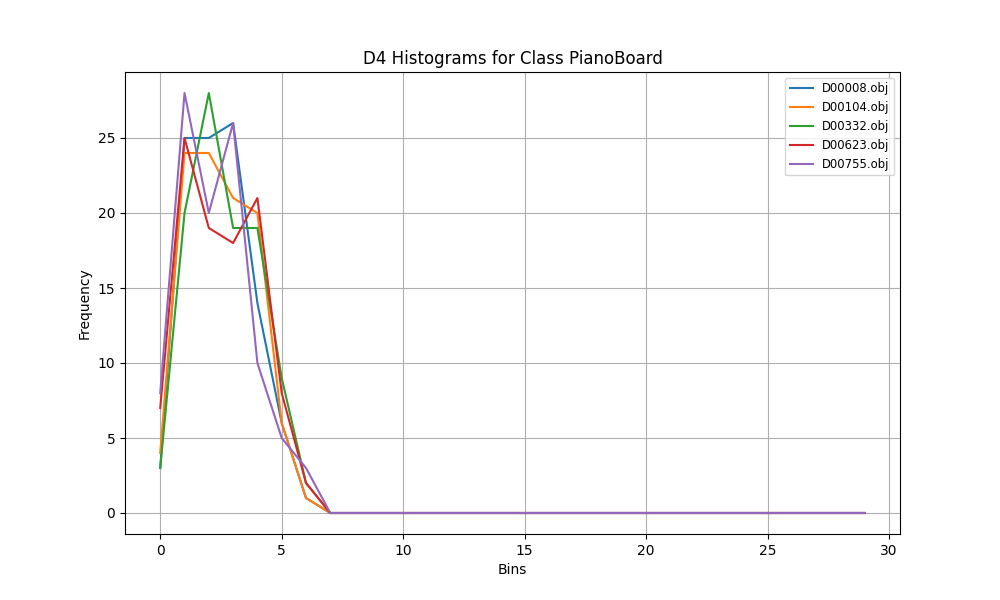 D4 Histograms for Class PianoBoard
D00008.obj
D00104.obj
D00332.obj
D00623.obj
D00755.obj
Frequency
25
20
15
10
5
0
0 5 10 15 20 25 30
Bins